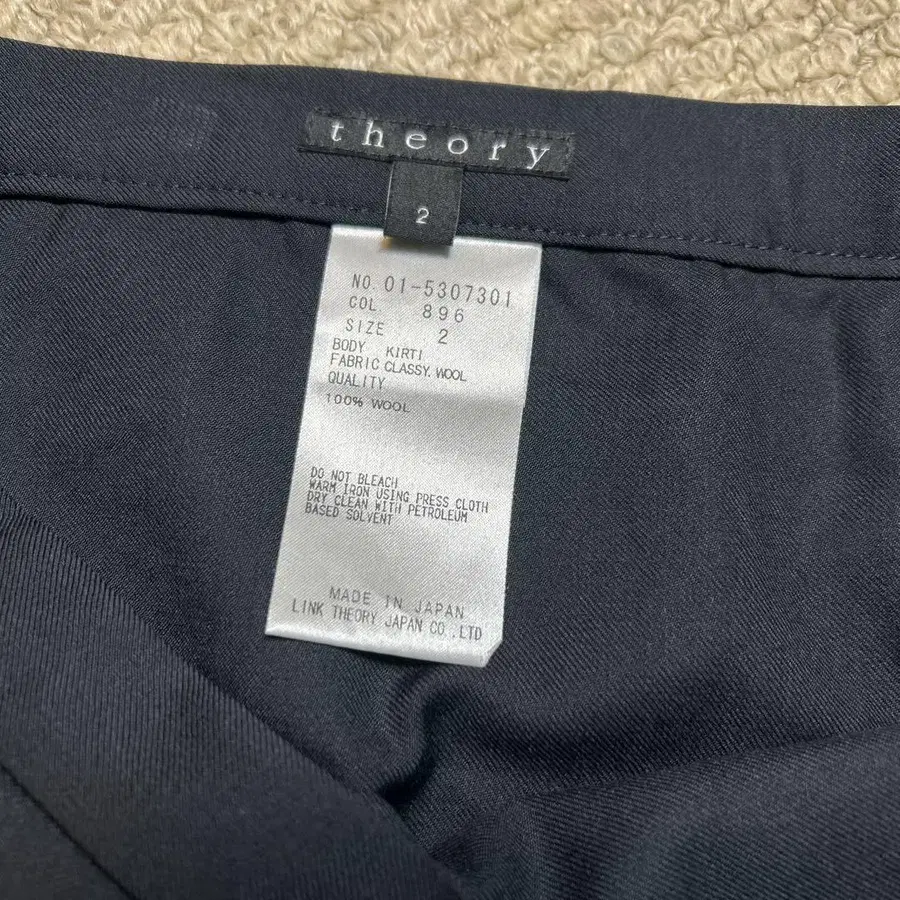 theory
2
NO. 01-5307301
COL. 896
SIZE 2
BODY KIRTI
FABRIC CLASSY. WOOL
QUALITY
100% WOOL
DO NOT BLEACH
WARM IRON USING PRESS CLOTH
DRY CLEAN WITH PETROLEUM
BASED SOLVENT
MADE IN JAPAN
LINK THEORY JAPAN CO.,LTD